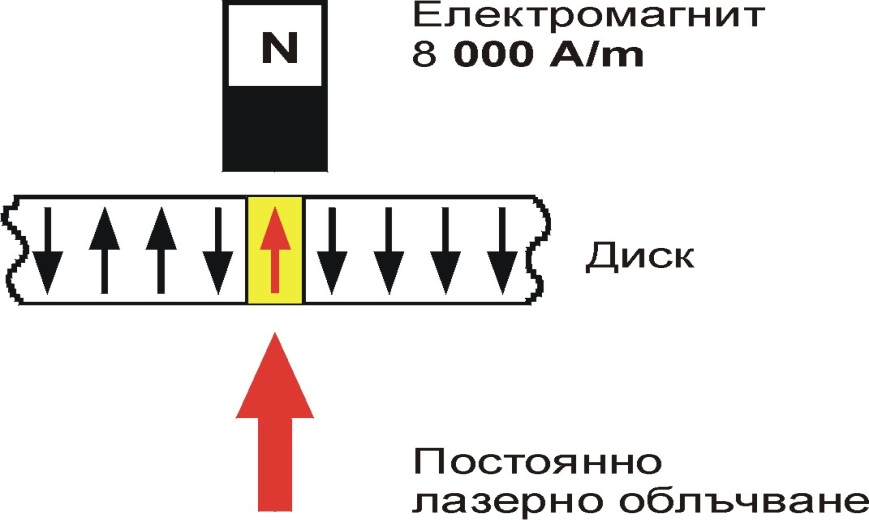 Електромагнит
8 000 A/m
N
Диск
Постоянно
лазерно облъчване